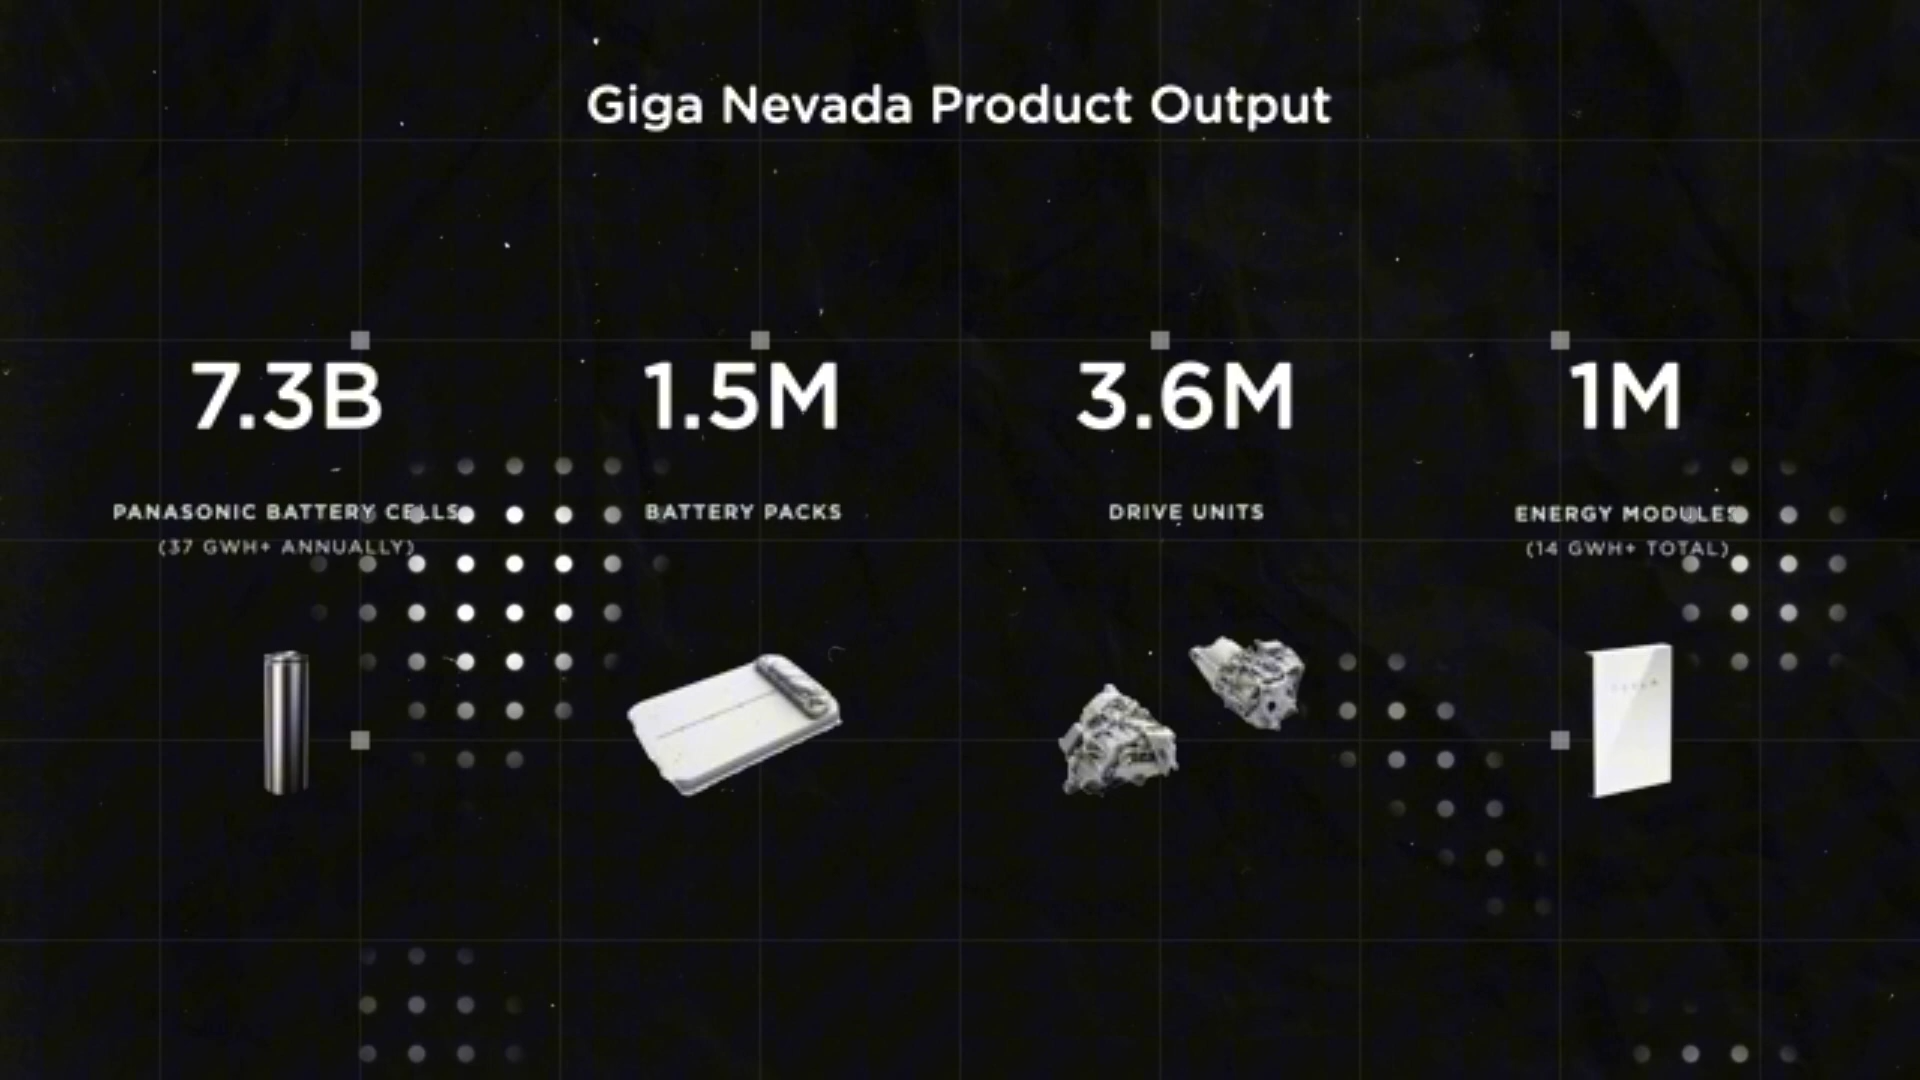 Giga Nevada Product Output
7.3B
PANASONIC BATTERY CELLS
(37 GWH+ ANNUALLY)
1.5M
BATTERY PACKS
3.6M
DRIVE UNITS
1M
ENERGY MODULES
(14 GWH+ TOTAL)